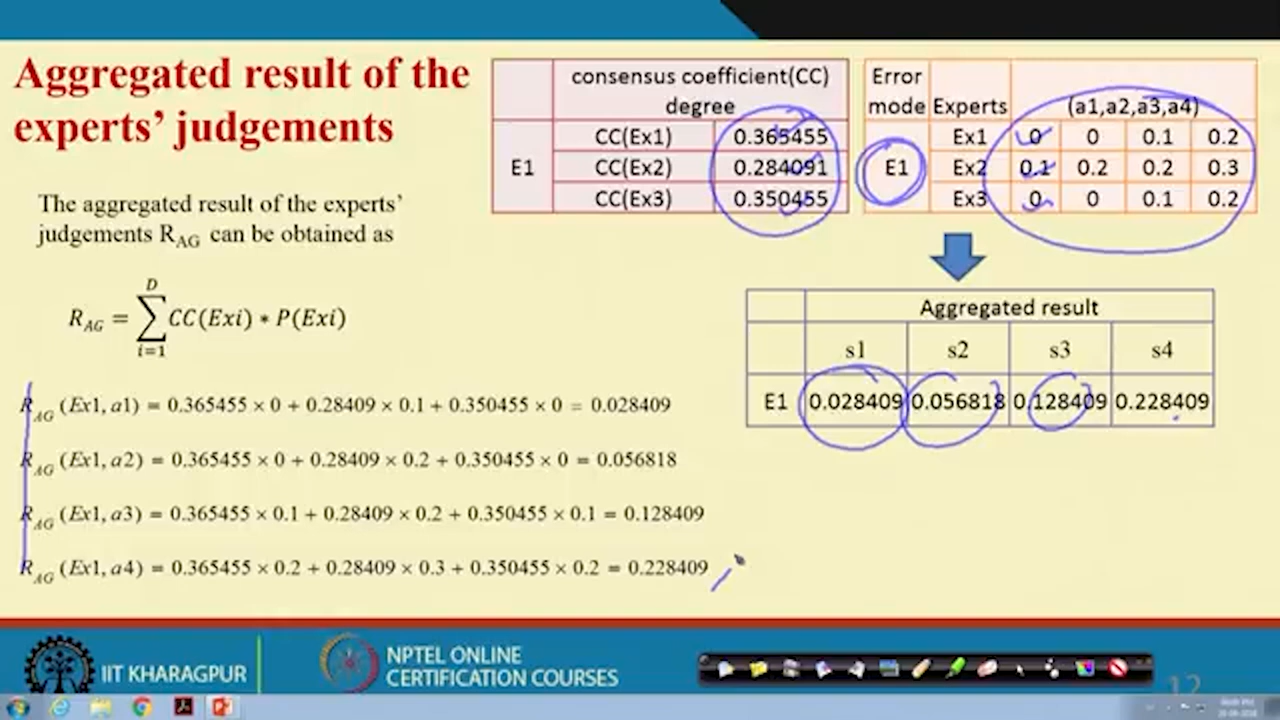 Aggregated result of the
experts’ judgements
The aggregated result of the experts’
judgements RAG can be obtained as
R_AG = \sum_{i=1}^{D} CC(Exi) * P(Exi)
consensus coefficient(CC)
degree
E1
CC(Ex1) 0.365455
CC(Ex2) 0.284091
CC(Ex3) 0.350455
Error
mode Experts (a1,a2,a3,a4)
E1
Ex1 0 0 0.1 0.2
Ex2 0.1 0.2 0.2 0.3
Ex3 0 0 0.1 0.2
Aggregated result
s1 s2 s3 s4
E1 0.028409 0.056818 0.128409 0.228409
R_AG (Ex1, a1) = 0.365455 × 0 + 0.28409 × 0.1 + 0.350455 × 0 = 0.028409
R_AG (Ex1, a2) = 0.365455 × 0 + 0.28409 × 0.2 + 0.350455 × 0 = 0.056818
R_AG (Ex1, a3) = 0.365455 × 0.1 + 0.28409 × 0.2 + 0.350455 × 0.1 = 0.128409
R_AG (Ex1, a4) = 0.365455 × 0.2 + 0.28409 × 0.3 + 0.350455 × 0.2 = 0.228409
IIT KHARAGPUR
NPTEL ONLINE
CERTIFICATION COURSES
12